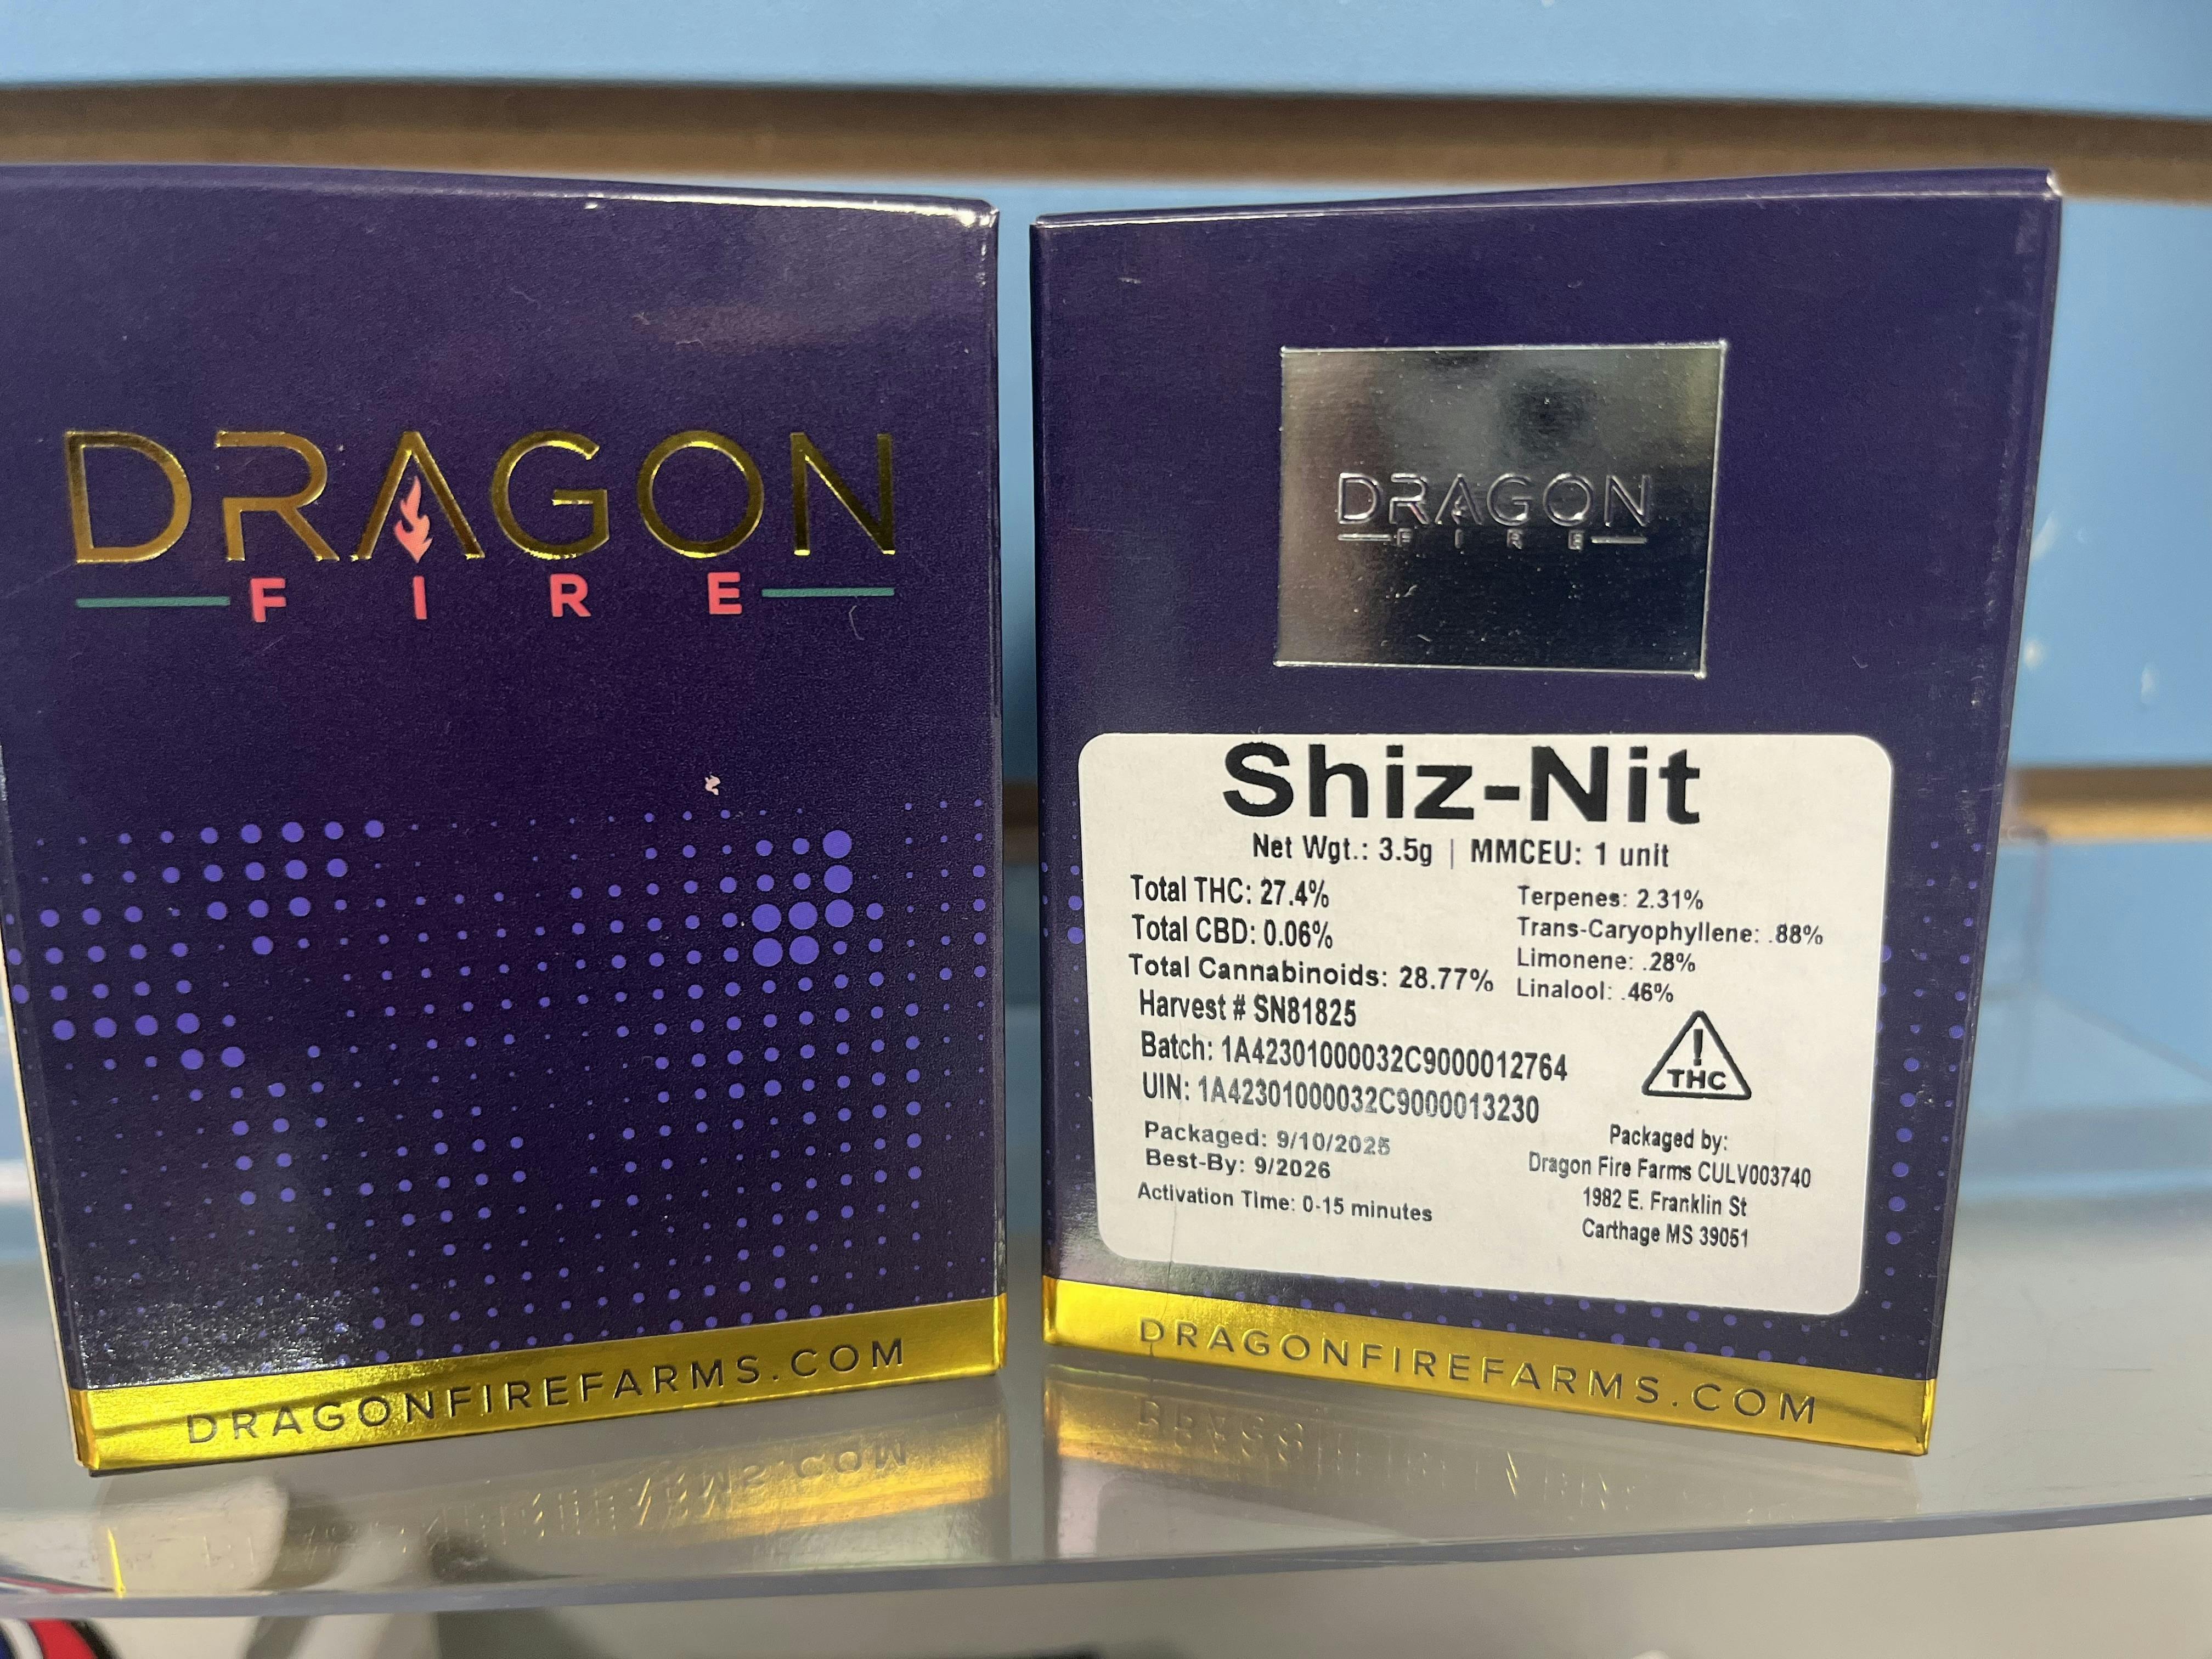 DRAGON
FIRE
DRAGONFIREFARMS.COM
DRAGON
FIRE
Shiz-Nit
Net Wgt.: 3.5g | MMCEU: 1 unit
Total THC: 27.4%
Total CBD: 0.06%
Total Cannabinoids: 28.77%
Harvest # SN81825
Terpenes: 2.31%
Trans-Caryophyllene: .88%
Limonene: .28%
Linalool: .46%
Batch: 1A42301000032C9000012764
UIN: 1A42301000032C9000013230
THC
Packaged: 9/10/2025
Best-By: 9/2026
Activation Time: 0-15 minutes
Packaged by:
Dragon Fire Farms CULV003740
1982 E. Franklin St
Carthage MS 39051
DRAGONFIREFARMS.COM